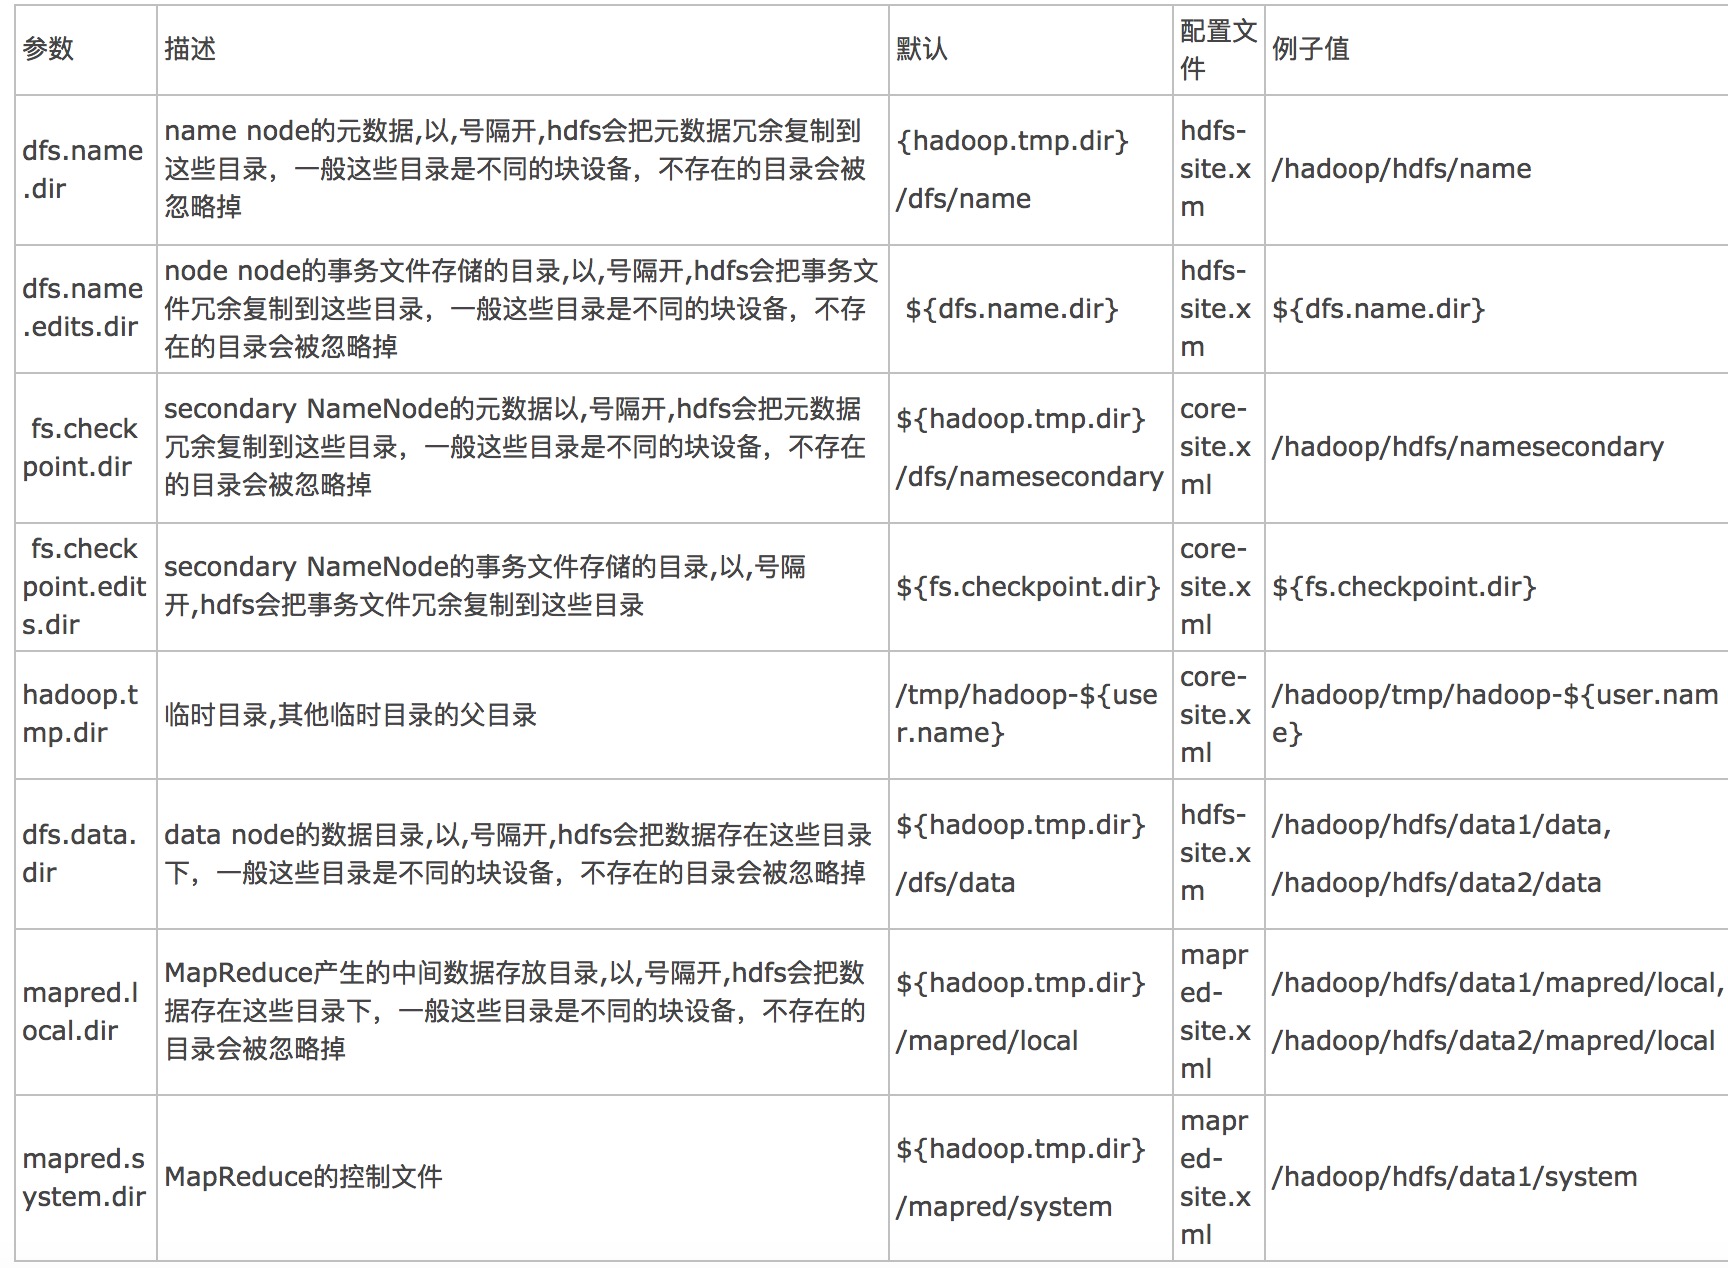 参数
描述
默认
配置文
件
例子值
dfs.name
.dir
name node的元数据,以,号隔开,hdfs会把元数据冗余复制到
这些目录，一般这些目录是不同的块设备，不存在的目录会被
忽略掉
{hadoop.tmp.dir}
/dfs/name
hdfs-
site.x
m
/hadoop/hdfs/name
dfs.name
.edits.dir
node node的事务文件存储的目录,以,号隔开,hdfs会把事务文
件冗余复制到这些目录，一般这些目录是不同的块设备，不存
在的目录会被忽略掉
${dfs.name.dir}
hdfs-
site.x
m
${dfs.name.dir}
fs.check
point.dir
secondary NameNode的元数据以,号隔开,hdfs会把元数据
冗余复制到这些目录，一般这些目录是不同的块设备，不存在
的目录会被忽略掉
${hadoop.tmp.dir}
/dfs/namesecondary
core-
site.x
ml
/hadoop/hdfs/namesecondary
fs.check
point.edit
s.dir
secondary NameNode的事务文件存储的目录,以,号隔
开,hdfs会把事务文件冗余复制到这些目录
${fs.checkpoint.dir}
core-
site.x
ml
${fs.checkpoint.dir}
hadoop.t
mp.dir
临时目录,其他临时目录的父目录
/tmp/hadoop-${use
r.name}
core-
site.x
ml
/hadoop/tmp/hadoop-${user.nam
e}
dfs.data.
dir
data node的数据目录,以,号隔开,hdfs会把数据存在这些目录
下，一般这些目录是不同的块设备，不存在的目录会被忽略掉
${hadoop.tmp.dir}
/dfs/data
hdfs-
site.x
m
/hadoop/hdfs/data1/data,
/hadoop/hdfs/data2/data
mapred.l
ocal.dir
MapReduce产生的中间数据存放目录,以,号隔开,hdfs会把数
据存在这些目录下，一般这些目录是不同的块设备，不存在的
目录会被忽略掉
${hadoop.tmp.dir}
/mapred/local
mapr
ed-
site.x
ml
/hadoop/hdfs/data1/mapred/local,
/hadoop/hdfs/data2/mapred/local
mapred.s
ystem.dir
MapReduce的控制文件
${hadoop.tmp.dir}
/mapred/system
mapr
ed-
site.x
ml
/hadoop/hdfs/data1/system